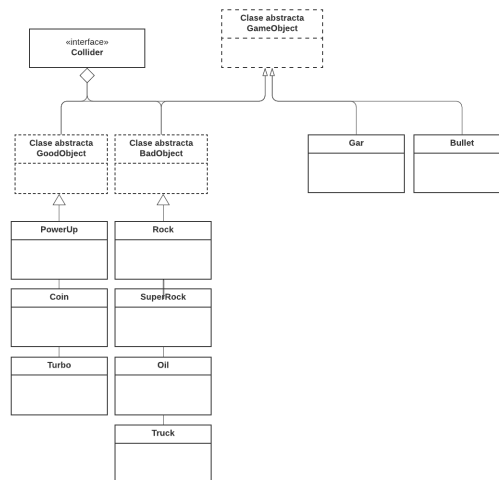 Clase abstracta
GameObject
«interface»
Collider
Clase abstracta
GoodObject
Clase abstracta
BadObject
Gar
Bullet
PowerUp
Rock
Coin
SuperRock
Turbo
Oil
Truck